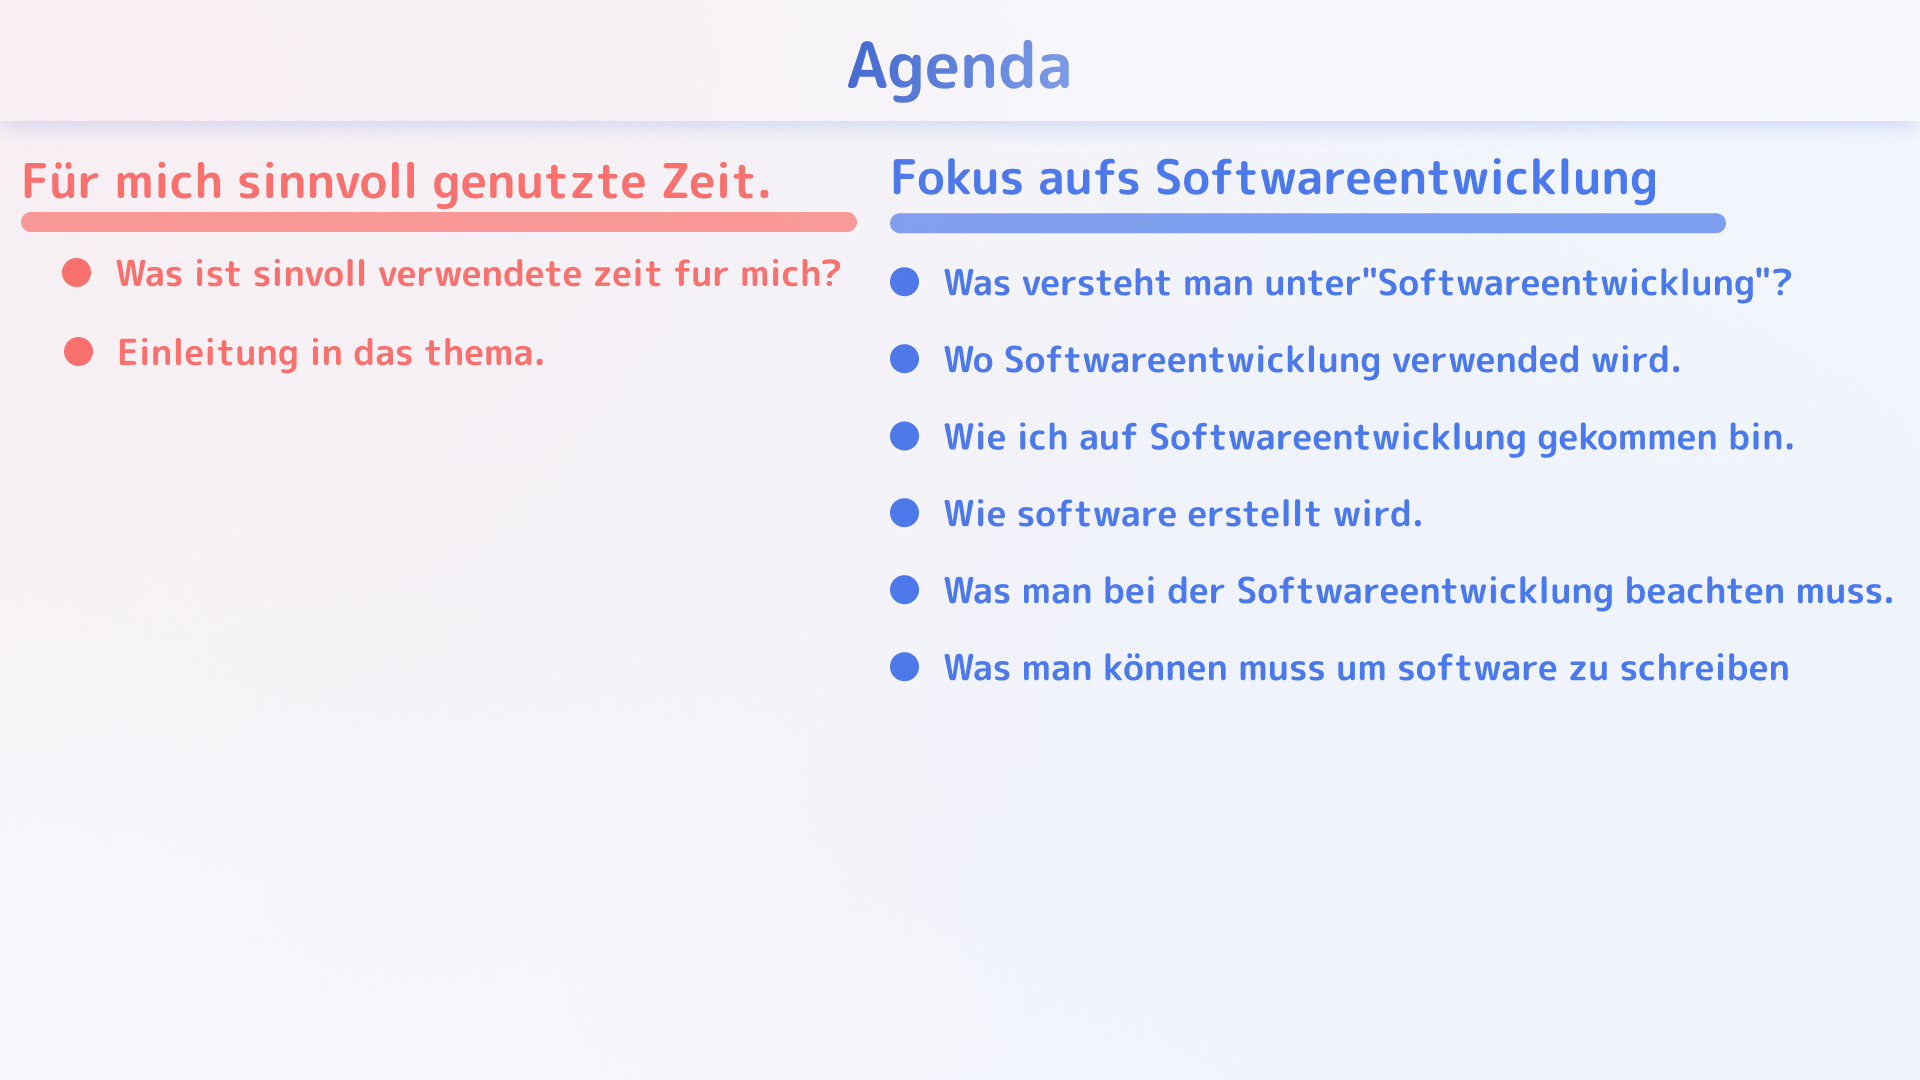 Agenda
Für mich sinnvoll genutzte Zeit.
Was ist sinvoll verwendete zeit fur mich?
Einleitung in das thema.
Fokus aufs Softwareentwicklung
Was versteht man unter"Softwareentwicklung"?
Wo Softwareentwicklung verwended wird.
Wie ich auf Softwareentwicklung gekommen bin.
Wie software erstellt wird.
Was man bei der Softwareentwicklung beachten muss.
Was man können muss um software zu schreiben